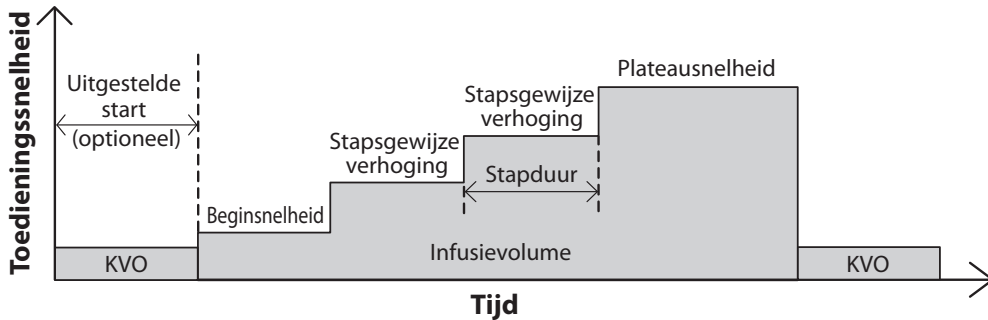 Toedieningssnelheid
Uitgestelde
start
(optioneel)
KVO
Beginsnelheid
Stapsgewijze
verhoging
Stapsgewijze
verhoging
Stapduur
Plateausnelheid
Infusievolume
KVO
Tijd